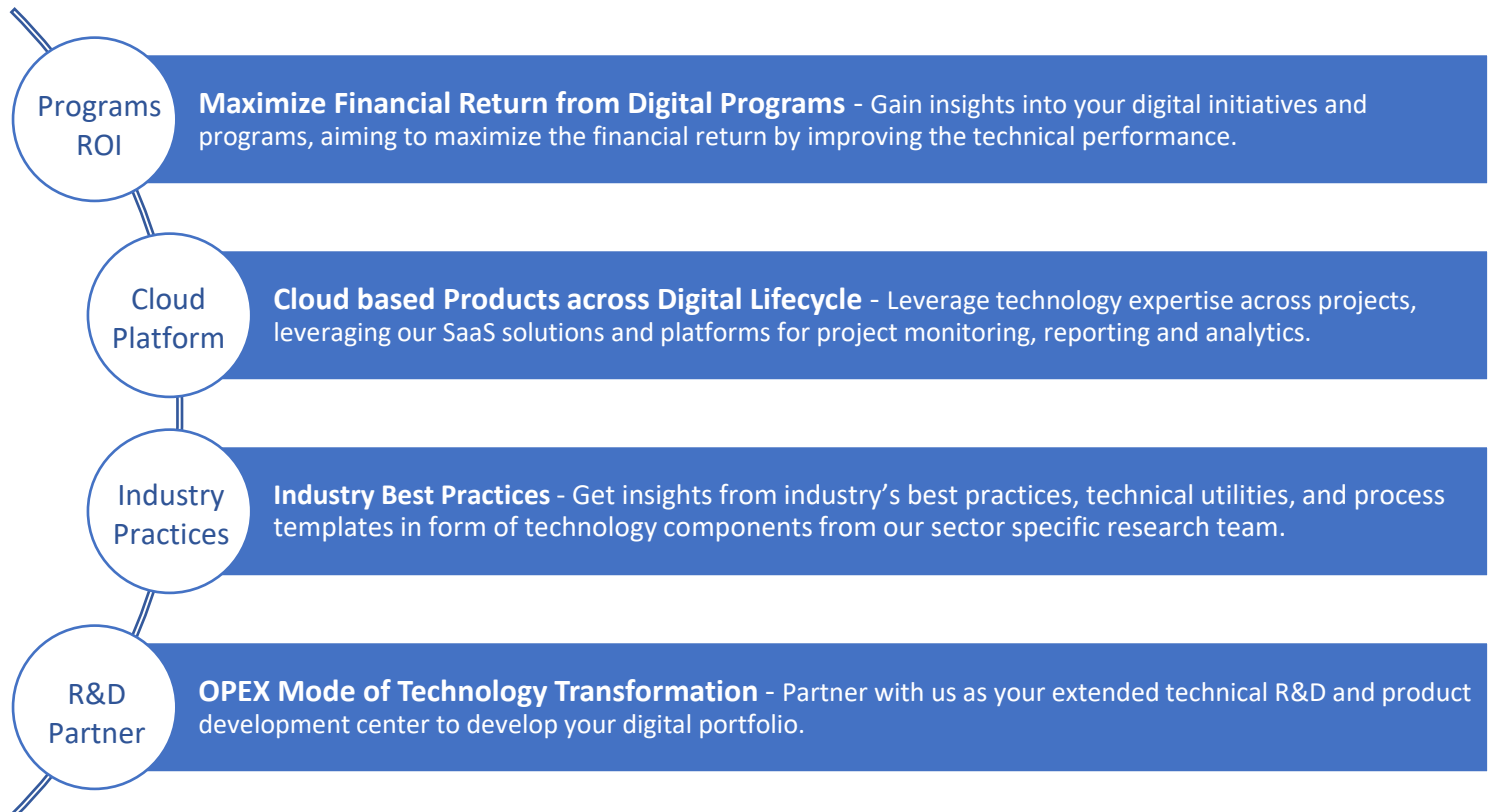 Programs
ROI
Maximize Financial Return from Digital Programs - Gain insights into your digital initiatives and
programs, aiming to maximize the financial return by improving the technical performance.
Cloud
Platform
Cloud based Products across Digital Lifecycle - Leverage technology expertise across projects,
leveraging our SaaS solutions and platforms for project monitoring, reporting and analytics.
Industry
Practices
Industry Best Practices - Get insights from industry’s best practices, technical utilities, and process
templates in form of technology components from our sector specific research team.
R&D
Partner
OPEX Mode of Technology Transformation - Partner with us as your extended technical R&D and product
development center to develop your digital portfolio.